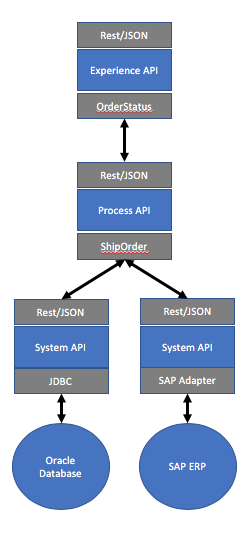 Rest/JSON
Experience API
OrderStatus
Rest/JSON
Process API
ShipOrder
Rest/JSON
System API
JDBC
Oracle
Database
Rest/JSON
System API
SAP Adapter
SAP ERP